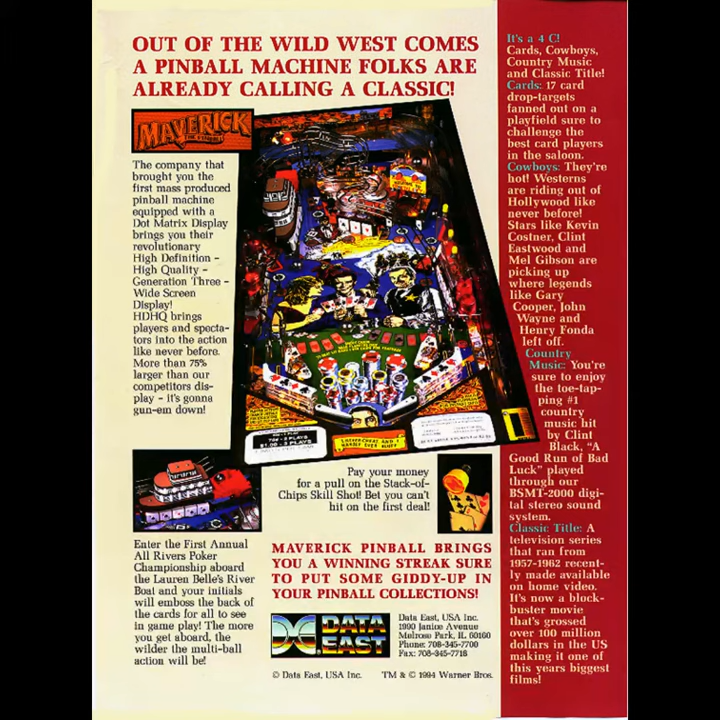 OUT OF THE WILD WEST COMES
A PINBALL MACHINE FOLKS ARE
ALREADY CALLING A CLASSIC!
MAVERICK
The company that
brought you the
first mass produced
pinball machine
equipped with a
Dot Matrix Display
brings you their
revolutionary
High Definition -
High Quality -
Generation Three -
Wide Screen
Display!
HDHQ brings
players and specta-
tors into the action
like never before.
More than 75%
larger than our
competitors dis-
play - it's gonna
gun-em down!
Pay your money
for a pull on the Stack-of-
Chips Skill Shot! Bet you can't
hit on the first deal!
Enter the First Annual
All Rivers Poker
Championship aboard
the Lauren Belle's River
Boat and your initials
will emboss the back of
the cards for all to see
in game play! The more
you get aboard, the
wilder the multi-ball
action will be!
MAVERICK PINBALL BRINGS
YOU A WINNING STREAK SURE
TO PUT SOME GIDDY-UP IN
YOUR PINBALL COLLECTIONS!
DATA
EAST
Data East, USA Inc.
1990 Janice Avenue
Melrose Park, IL 60160
Phone: 708-345-7700
Fax: 708-345-7718
© Data East, USA Inc.
TM & © 1994 Warner Bros.
It's a 4 C!
Cards, Cowboys,
Country Music
and Classic Title!
Cards: 17 card
drop-targets
fanned out on a
playfield sure to
challenge the
best card players
in the saloon.
Cowboys: They're
hot! Westerns
are riding out of
Hollywood like
never before!
Stars like Kevin
Costner, Clint
Eastwood and
Mel Gibson are
picking up
where legends
like Gary
Cooper, John
Wayne and
Henry Fonda
left off.
Country
Music: You're
sure to enjoy
the toe-tap-
ping #1
country
music hit
by Clint
Black, "A
Good Run of Bad
Luck" played
through our
BSMT-2000 digi-
tal stereo sound
system.
Classic Title: A
television series
that ran from
1957-1962 recent-
ly made available
on home video.
It's now a block-
buster movie
that's grossed
over 100 million
dollars in the US
making it one of
this years biggest
films!